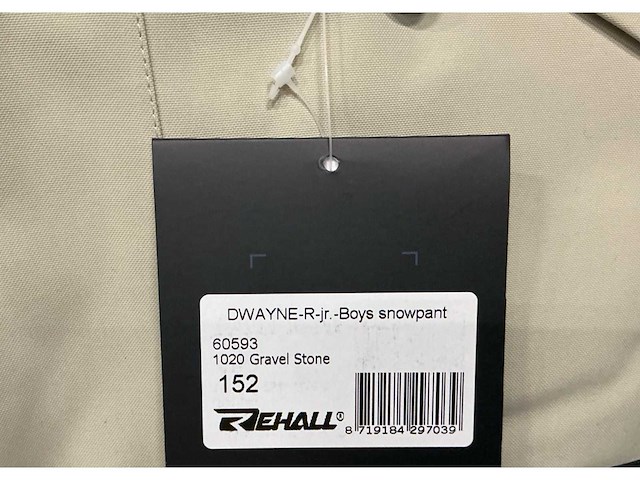 DWAYNE-R-jr.-Boys snowpant
60593
1020 Gravel Stone
152
REHALL®
8 719184 297039